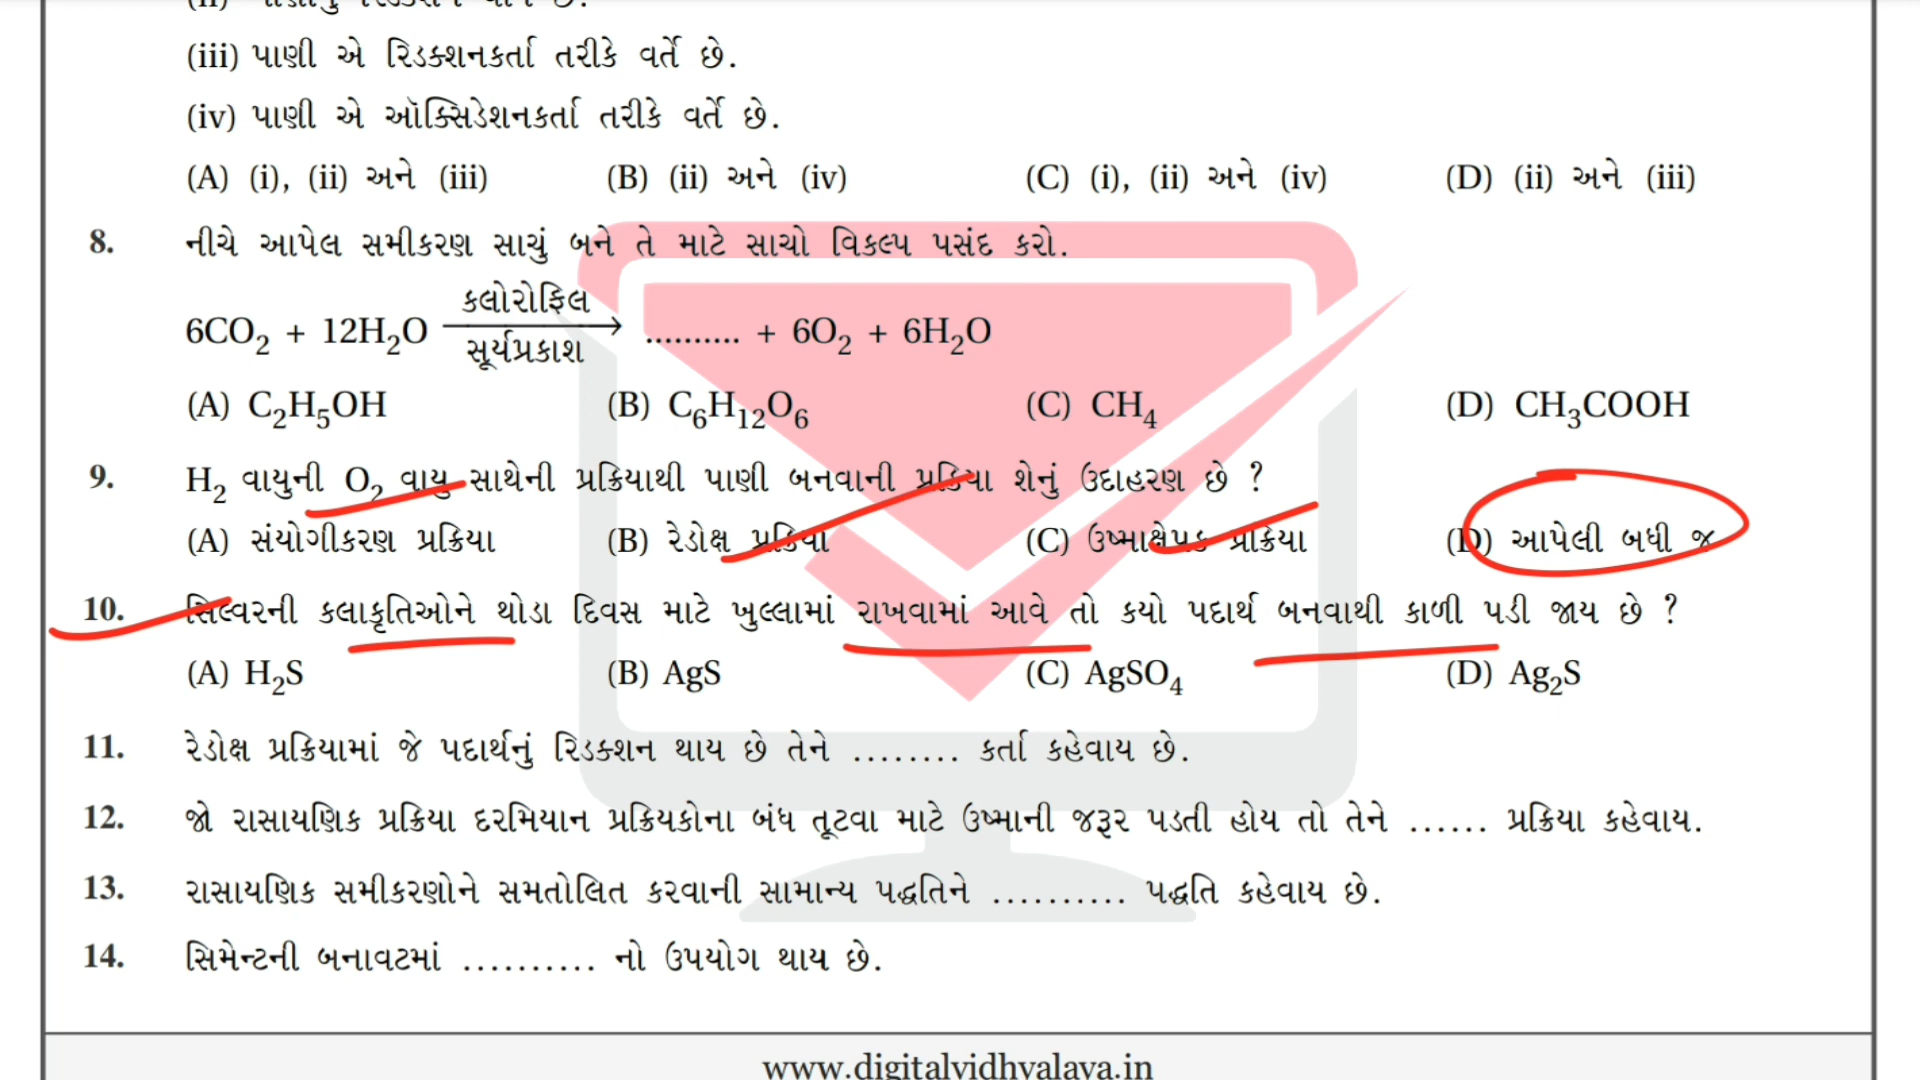 (iii) પાણી એ રિડક્શનકર્તા તરીકે વર્તે છે.
(iv) પાણી એ ઑક્સિડેશનકર્તા તરીકે વર્તે છે.
(A) (i), (ii) અને (iii) (B) (ii) અને (iv) (C) (i), (ii) અને (iv) (D) (ii) અને (iii)
8. નીચે આપેલ સમીકરણ સાચું બને તે માટે સાચો વિકલ્પ પસંદ કરો.
ક્લોરોફિલ
6CO₂ + 12H₂O ⟶ .......... + 6O₂ + 6H₂O
સૂર્યપ્રકાશ
(A) C₂H₅OH (B) C₆H₁₂O₆ (C) CH₄ (D) CH₃COOH
9. H₂ વાયુની O₂ વાયુ સાથેની પ્રક્રિયાથી પાણી બનવાની પ્રક્રિયા શેનું ઉદાહરણ છે ?
(A) સંયોગીકરણ પ્રક્રિયા (B) રેડોક્ષ પ્રક્રિયા (C) ઉષ્માક્ષેપક પ્રક્રિયા (D) આપેલી બધી જ
10. સિલ્વરની કલાકૃતિઓને થોડા દિવસ માટે ખુલ્લામાં રાખવામાં આવે તો કયો પદાર્થ બનવાથી કાળી પડી જાય છે ?
(A) H₂S (B) AgS (C) AgSO₄ (D) Ag₂S
11. રેડોક્ષ પ્રક્રિયામાં જે પદાર્થનું રિડક્શન થાય છે તેને ........ કર્તા કહેવાય છે.
12. જો રાસાયણિક પ્રક્રિયા દરમિયાન પ્રક્રિયકોના બંધ તૂટવા માટે ઉષ્માની જરૂર પડતી હોય તો તેને ...... પ્રક્રિયા કહેવાય.
13. રાસાયણિક સમીકરણોને સમતોલિત કરવાની સામાન્ય પદ્ધતિને .......... પદ્ધતિ કહેવાય છે.
14. સિમેન્ટની બનાવટમાં .......... નો ઉપયોગ થાય છે.
www.digitalvidhyalaya.in